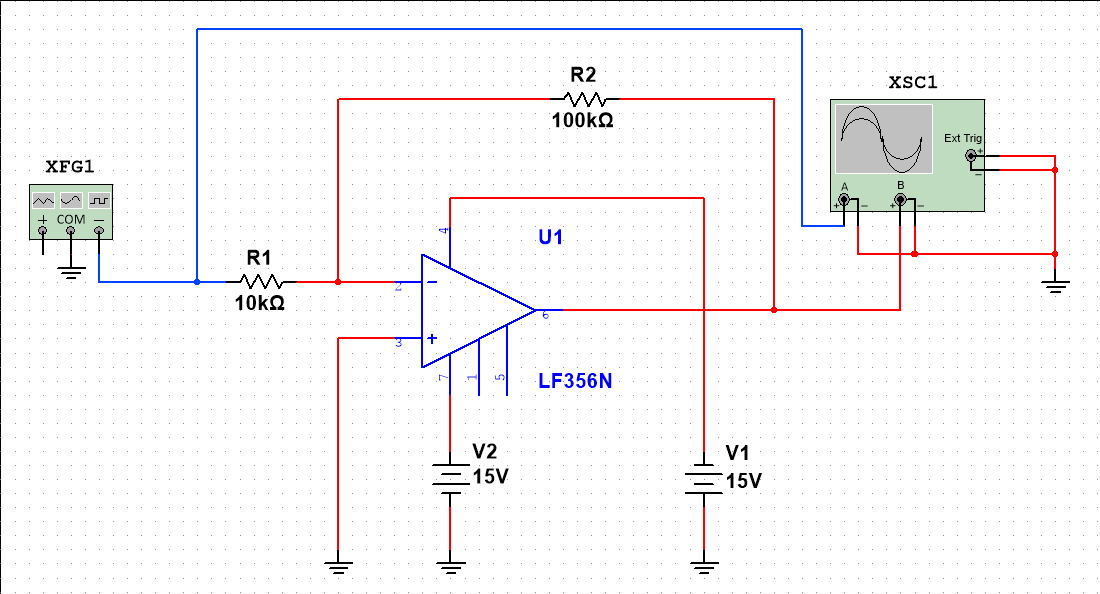 R2
100kΩ
XSC1
Ext Trig
+
−
A
B
+
−
+
−
XFG1
+
COM
−
R1
10kΩ
4
U1
2
−
6
3
+
7
1
5
LF356N
V2
15V
V1
15V